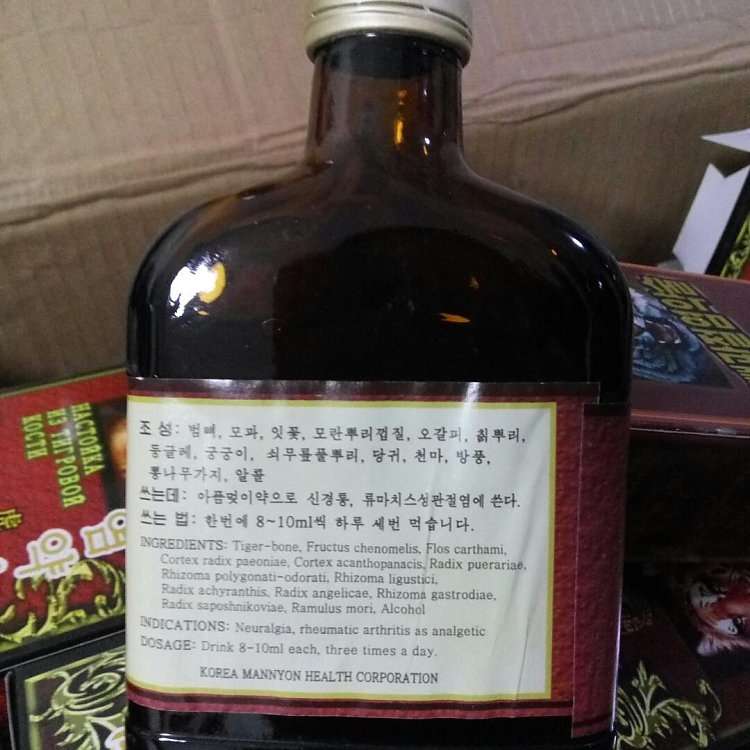 조 성: 범뼈, 모과, 잇꽃, 모란뿌리껍질, 오갈피, 칡뿌리,
둥글레, 궁궁이, 쇠무릎풀뿌리, 당귀, 천마, 방풍,
뽕나무가지, 알콜
쓰는데: 아픔멎이약으로 신경통, 류마치스성관절염에 쓴다.
쓰는 법: 한번에 8~10ml씩 하루 세번 먹습니다.
INGREDIENTS: Tiger-bone, Fructus chenomelis, Flos carthami,
Cortex radix paeoniae, Cortex acanthopanacis, Radix puerariae,
Rhizoma polygonati-odorati, Rhizoma ligustici,
Radix achyranthis, Radix angelicae, Rhizoma gastrodiae,
Radix saposhnikoviae, Ramulus mori, Alcohol
INDICATIONS: Neuralgia, rheumatic arthritis as analgetic
DOSAGE: Drink 8-10ml each, three times a day.
KOREA MANNYON HEALTH CORPORATION
НАСТОЙКА
ИЗ ТИГРОВОЙ
КОСТИ